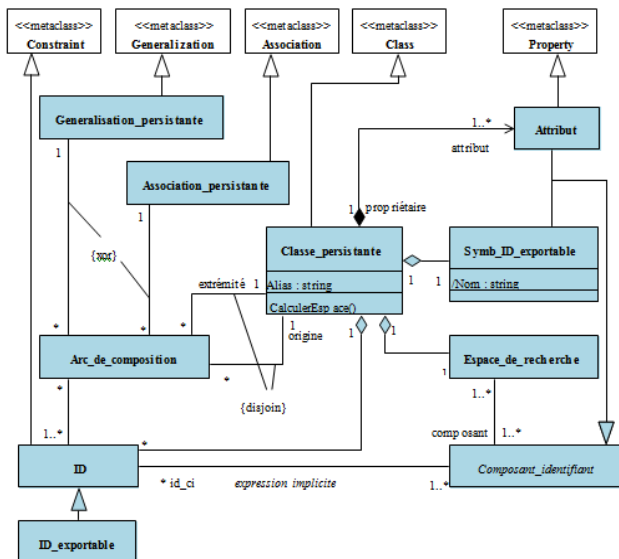 <<metaclass>> <<metaclass>> <<metaclass>> <<metaclass>> <<metaclass>>
Constraint Generalization Association Class Property
Generalisation_persistante
1
Association_persistante
1
{xor}
*
*
Attribut
1..*
attribut
1
propriétaire
Classe_persistante
Alias : string
CalculerEspace()
1
1
Symb_ID_exportable
/Nom : string
extrémité 1
*
1
origine
*
{disjoin}
1
1
1
Arc_de_composition
*
1..*
Espace_de_recherche
1..*
composant 1..*
*
ID
* id_ci expression implicite 1..*
Composant_identifiant
ID_exportable